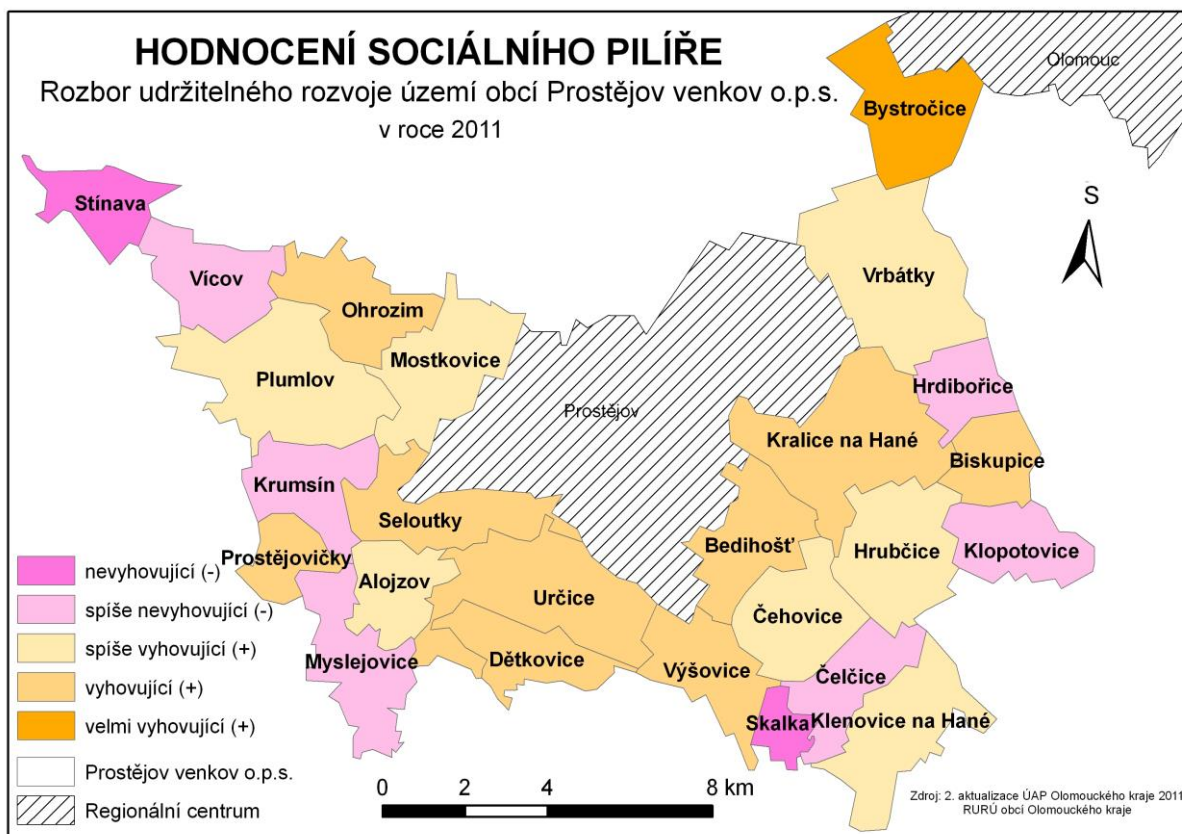 HODNOCENÍ SOCIÁLNÍHO PILÍŘE
Rozbor udržitelného rozvoje území obcí Prostějov venkov o.p.s.
v roce 2011
Olomouc
Bystročice
Stínava
S
Vícov
Vrbátky
Ohrozim
Mostkovice
Plumlov
Hrdibořice
Prostějov
Kralice na Hané
Biskupice
Krumsín
Seloutky
Bedihošť
Hrubčice
Klopotovice
Prostějovičky
Alojzov
Určice
Čehovice
Myslejovice
Dětkovice
Výšovice
Čelčice
Skalka
Klenovice na Hané
nevyhovující (-)
spíše nevyhovující (-)
spíše vyhovující (+)
vyhovující (+)
velmi vyhovující (+)
Prostějov venkov o.p.s.
Regionální centrum
0 2 4 8 km
Zdroj: 2. aktualizace ÚAP Olomouckého kraje 2011
RURÚ obcí Olomouckého kraje